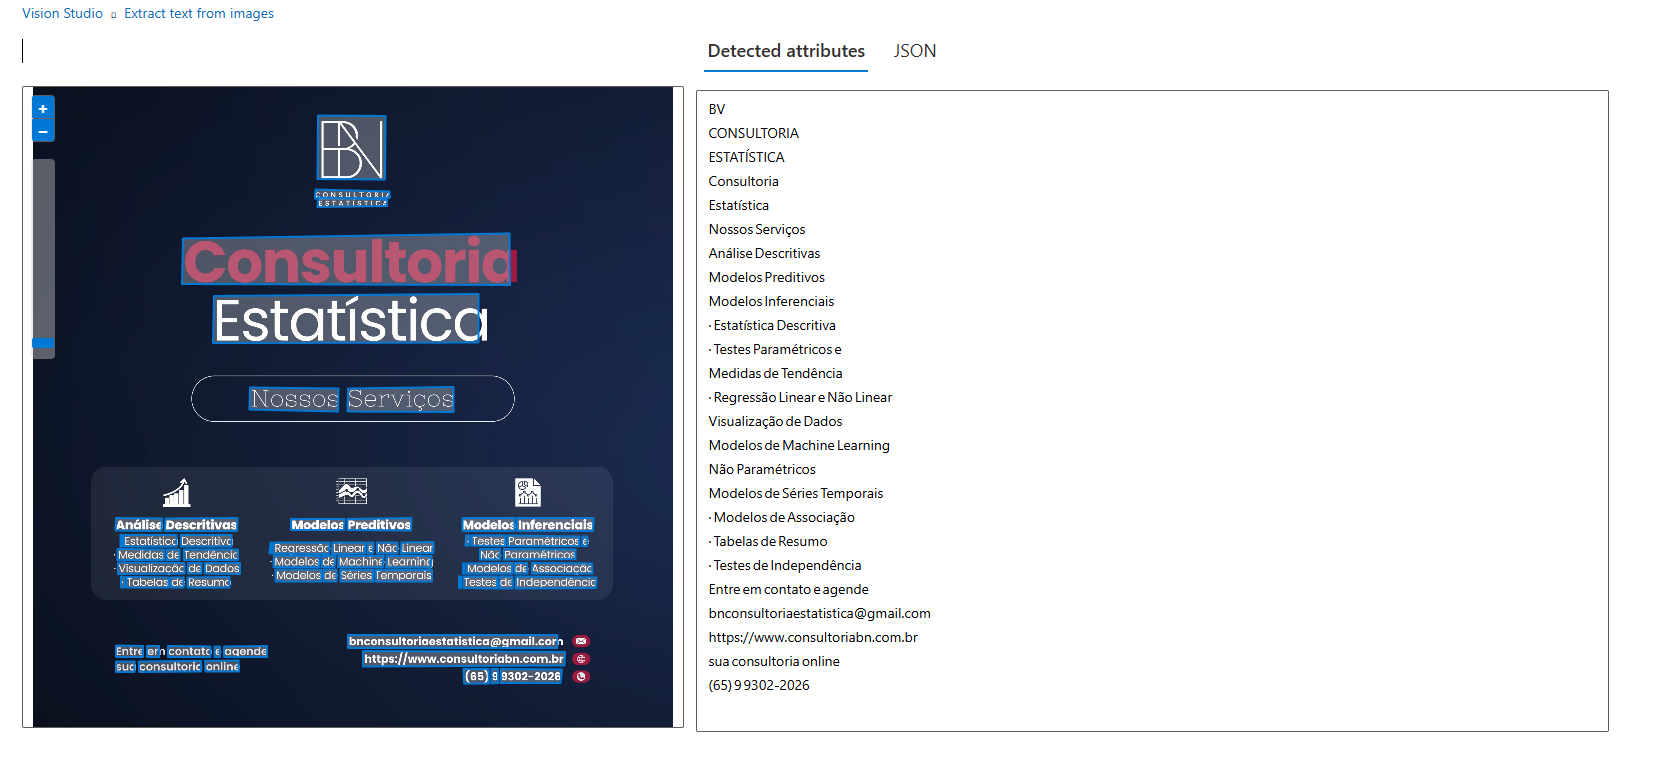 Vision Studio Extract text from images
Detected attributes JSON
+
−
BN
CONSULTORIA
ESTATÍSTICA
Consultoria
Estatística
Nossos Serviços
Análise Descritivas
· Estatística Descritiva
· Medidas de Tendência
· Visualização de Dados
· Tabelas de Resumo
Modelos Preditivos
· Regressão Linear e Não Linear
· Modelos de Machine Learning
· Modelos de Séries Temporais
Modelos Inferenciais
· Testes Paramétricos e
Não Paramétricos
· Modelos de Associação
· Testes de Independência
Entre em contato e agende
sua consultoria online
bnconsultoriaestatistica@gmail.com
https://www.consultoriabn.com.br
(65) 9 9302-2026
BV
CONSULTORIA
ESTATÍSTICA
Consultoria
Estatística
Nossos Serviços
Análise Descritivas
Modelos Preditivos
Modelos Inferenciais
· Estatística Descritiva
· Testes Paramétricos e
Medidas de Tendência
· Regressão Linear e Não Linear
Visualização de Dados
Modelos de Machine Learning
Não Paramétricos
Modelos de Séries Temporais
· Modelos de Associação
· Tabelas de Resumo
· Testes de Independência
Entre em contato e agende
bnconsultoriaestatistica@gmail.com
https://www.consultoriabn.com.br
sua consultoria online
(65) 9 9302-2026